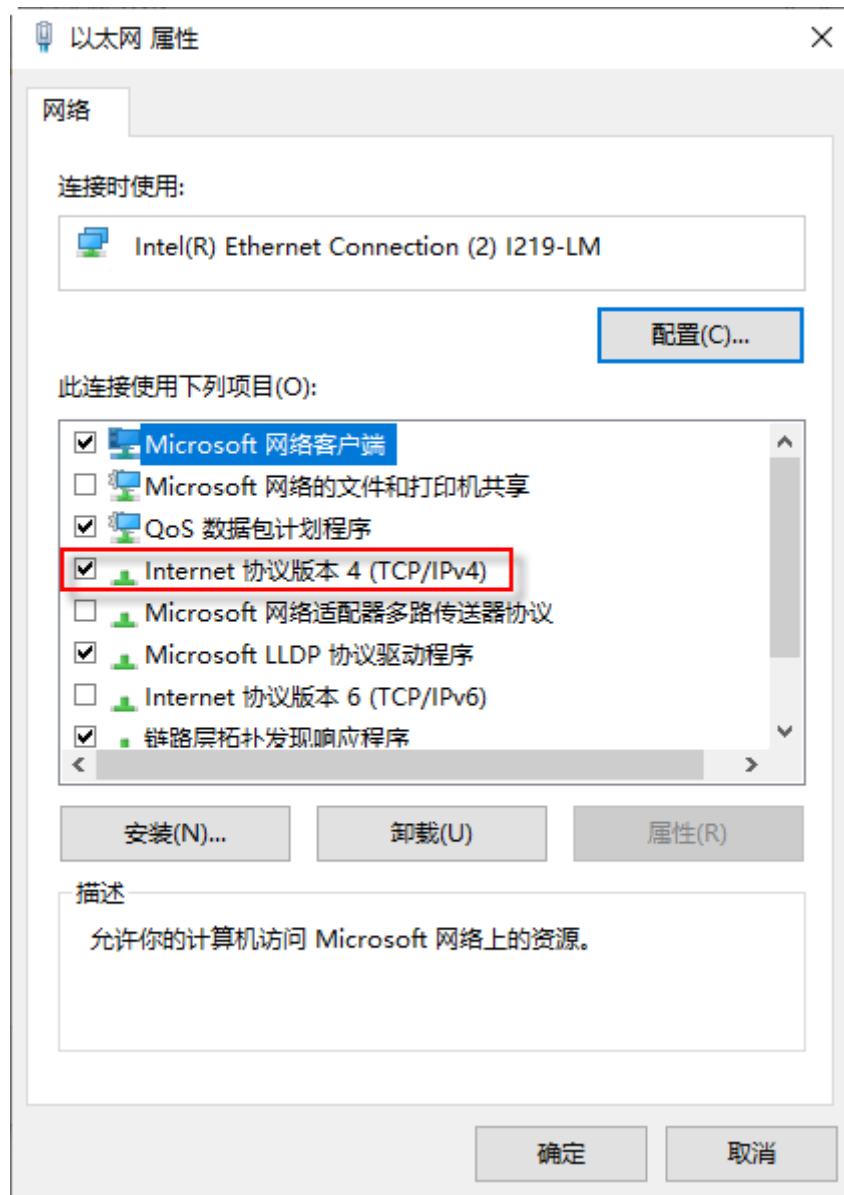 以太网 属性
网络
连接时使用:
Intel(R) Ethernet Connection (2) I219-LM
配置(C)...
此连接使用下列项目(O):
Microsoft 网络客户端
Microsoft 网络的文件和打印机共享
QoS 数据包计划程序
Internet 协议版本 4 (TCP/IPv4)
Microsoft 网络适配器多路传送器协议
Microsoft LLDP 协议驱动程序
Internet 协议版本 6 (TCP/IPv6)
链路层拓扑发现响应程序
安装(N)... 卸载(U) 属性(R)
描述
允许你的计算机访问 Microsoft 网络上的资源。
确定 取消